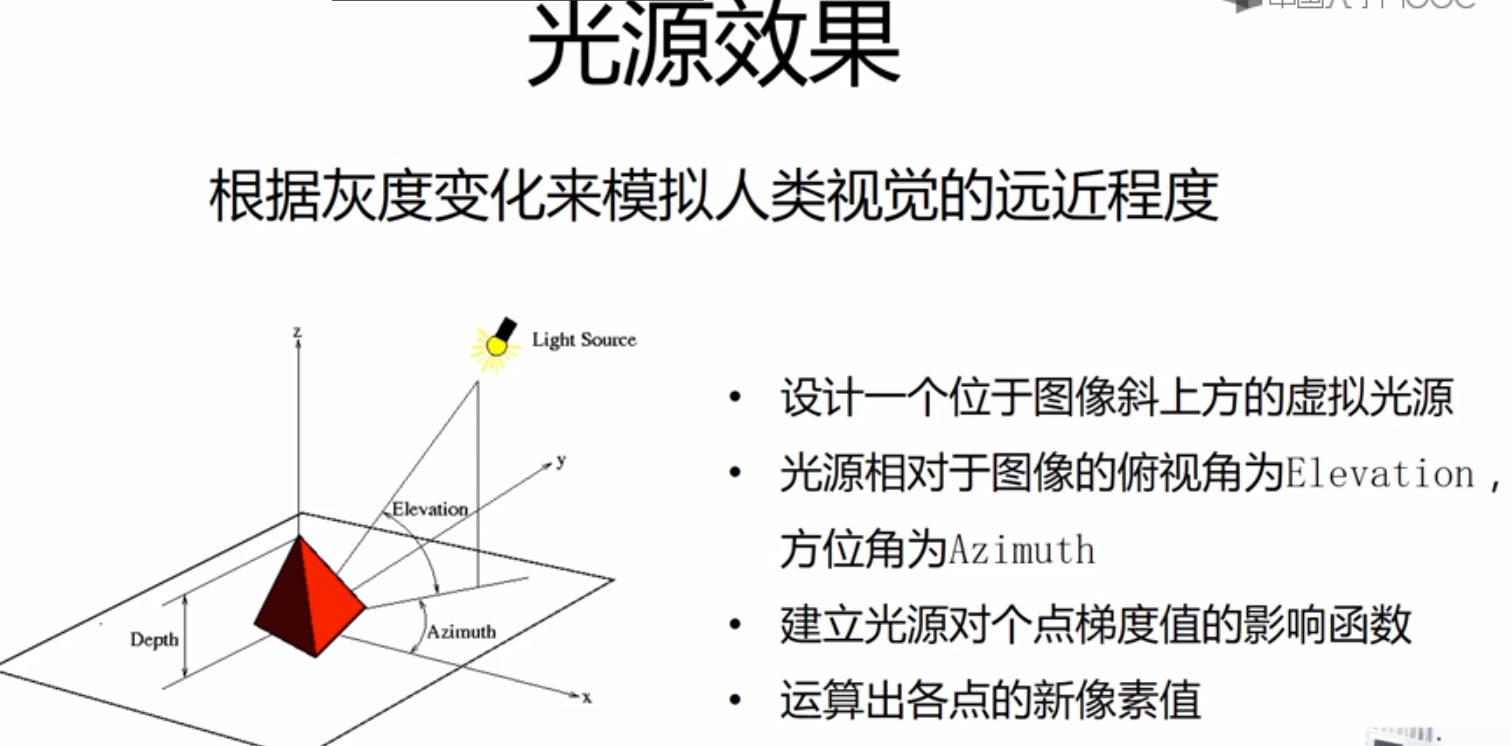 光源效果
根据灰度变化来模拟人类视觉的远近程度
z
Light Source
y
Elevation
Depth
Azimuth
x
• 设计一个位于图像斜上方的虚拟光源
• 光源相对于图像的俯视角为Elevation，
方位角为Azimuth
• 建立光源对个点梯度值的影响函数
• 运算出各点的新像素值